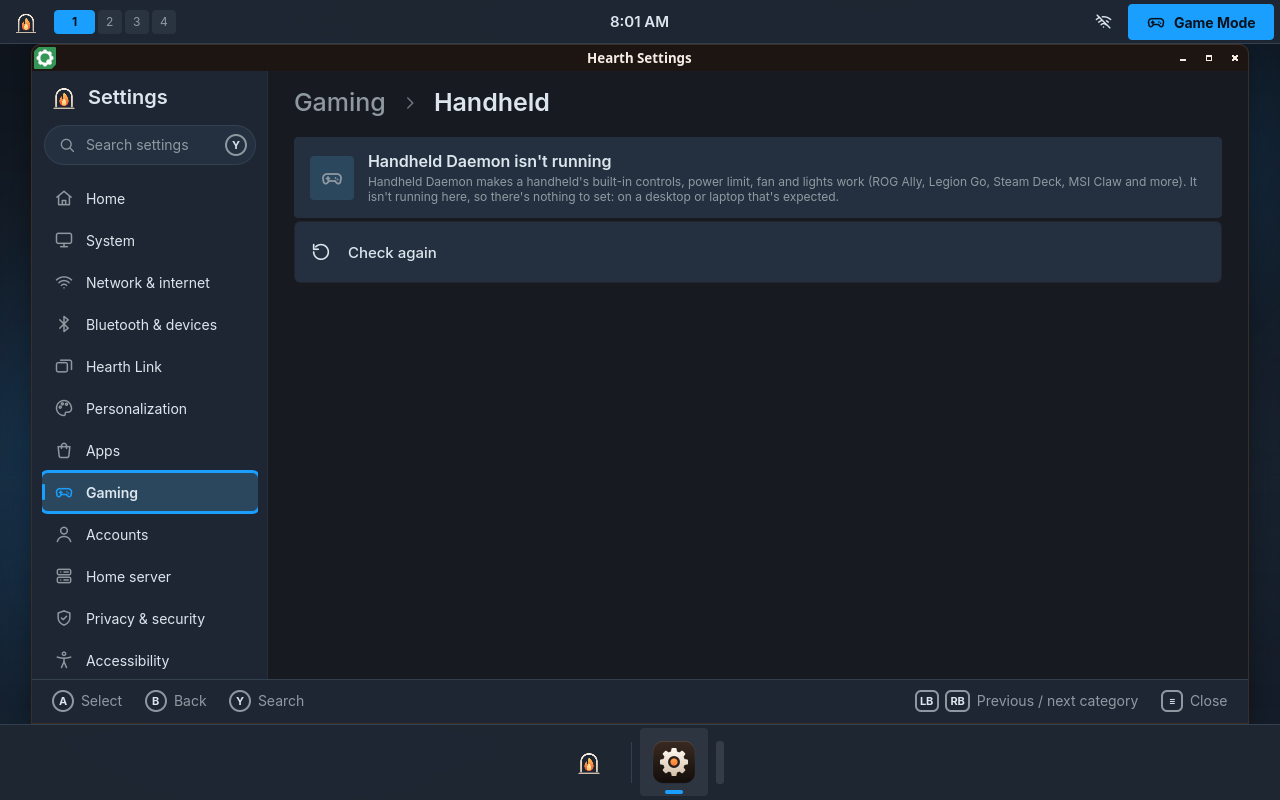 1
2
3
4
8:01 AM
Game Mode
Hearth Settings
Settings
Search settings
Y
Home
System
Network & internet
Bluetooth & devices
Hearth Link
Personalization
Apps
Gaming
Accounts
Home server
Privacy & security
Accessibility
Gaming
Handheld
Handheld Daemon isn't running
Handheld Daemon makes a handheld's built-in controls, power limit, fan and lights work (ROG Ally, Legion Go, Steam Deck, MSI Claw and more). It
isn't running here, so there's nothing to set: on a desktop or laptop that's expected.
Check again
A Select
B Back
Y Search
LB RB Previous / next category
≡ Close